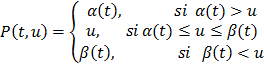 P(t,u) = { α(t), si α(t) > u
u, si α(t) ≤ u ≤ β(t)
β(t), si β(t) < u